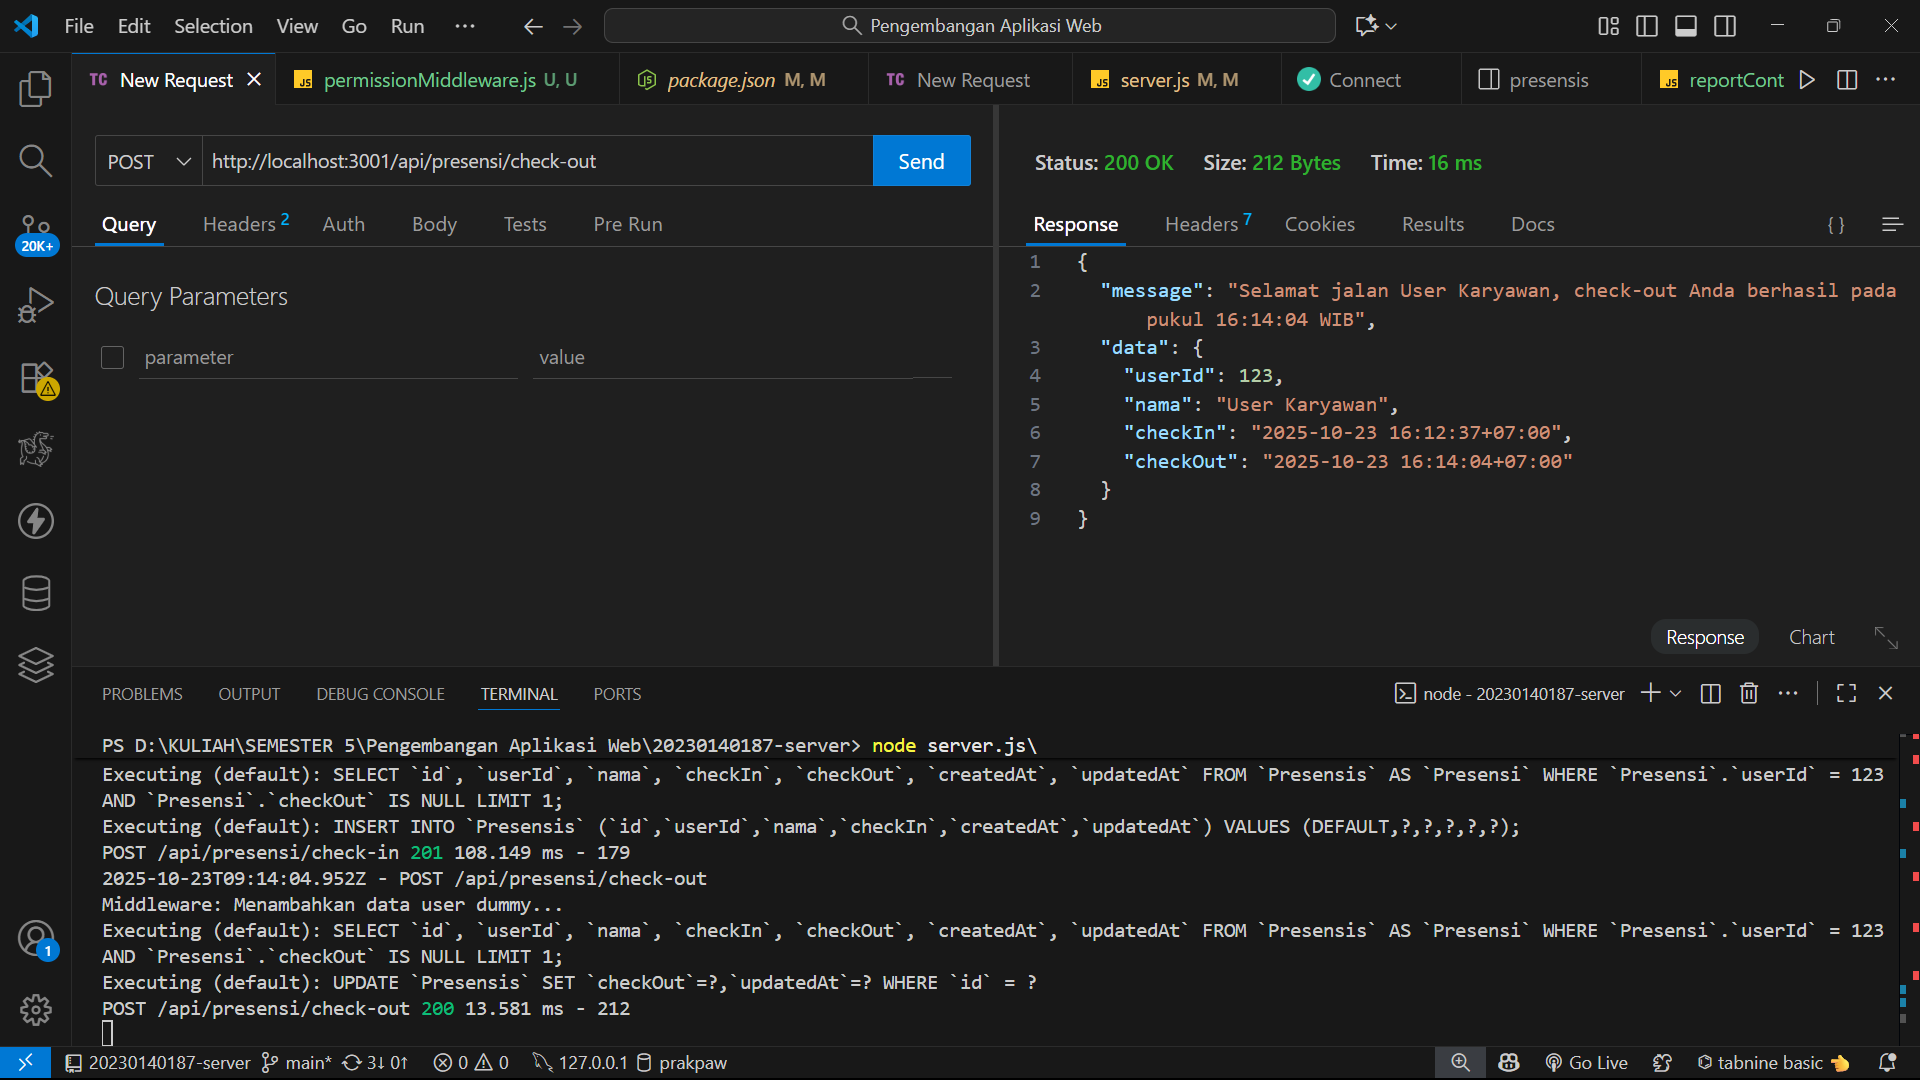 File Edit Selection View Go Run ··· Pengembangan Aplikasi Web
TC New Request JS permissionMiddleware.js U, U package.json M, M TC New Request JS server.js M, M Connect presensis JS reportCont ···
POST http://localhost:3001/api/presensi/check-out Send
Query Headers 2 Auth Body Tests Pre Run
Query Parameters
parameter value
Status: 200 OK Size: 212 Bytes Time: 16 ms
Response Headers 7 Cookies Results Docs { }
1 {
2 "message": "Selamat jalan User Karyawan, check-out Anda berhasil pada
pukul 16:14:04 WIB",
3 "data": {
4 "userId": 123,
5 "nama": "User Karyawan",
6 "checkIn": "2025-10-23 16:12:37+07:00",
7 "checkOut": "2025-10-23 16:14:04+07:00"
8 }
9 }
Response Chart
20K+
1
PROBLEMS OUTPUT DEBUG CONSOLE TERMINAL PORTS node - 20230140187-server ···
PS D:\KULIAH\SEMESTER 5\Pengembangan Aplikasi Web\20230140187-server> node server.js\
Executing (default): SELECT `id`, `userId`, `nama`, `checkIn`, `checkOut`, `createdAt`, `updatedAt` FROM `Presensis` AS `Presensi` WHERE `Presensi`.`userId` = 123
AND `Presensi`.`checkOut` IS NULL LIMIT 1;
Executing (default): INSERT INTO `Presensis` (`id`,`userId`,`nama`,`checkIn`,`createdAt`,`updatedAt`) VALUES (DEFAULT,?,?,?,?,?);
POST /api/presensi/check-in 201 108.149 ms - 179
2025-10-23T09:14:04.952Z - POST /api/presensi/check-out
Middleware: Menambahkan data user dummy...
Executing (default): SELECT `id`, `userId`, `nama`, `checkIn`, `checkOut`, `createdAt`, `updatedAt` FROM `Presensis` AS `Presensi` WHERE `Presensi`.`userId` = 123
AND `Presensi`.`checkOut` IS NULL LIMIT 1;
Executing (default): UPDATE `Presensis` SET `checkOut`=?,`updatedAt`=? WHERE `id` = ?
POST /api/presensi/check-out 200 13.581 ms - 212
20230140187-server main* 3↓ 0↑ 0 0 127.0.0.1 prakpaw Go Live tabnine basic 👈